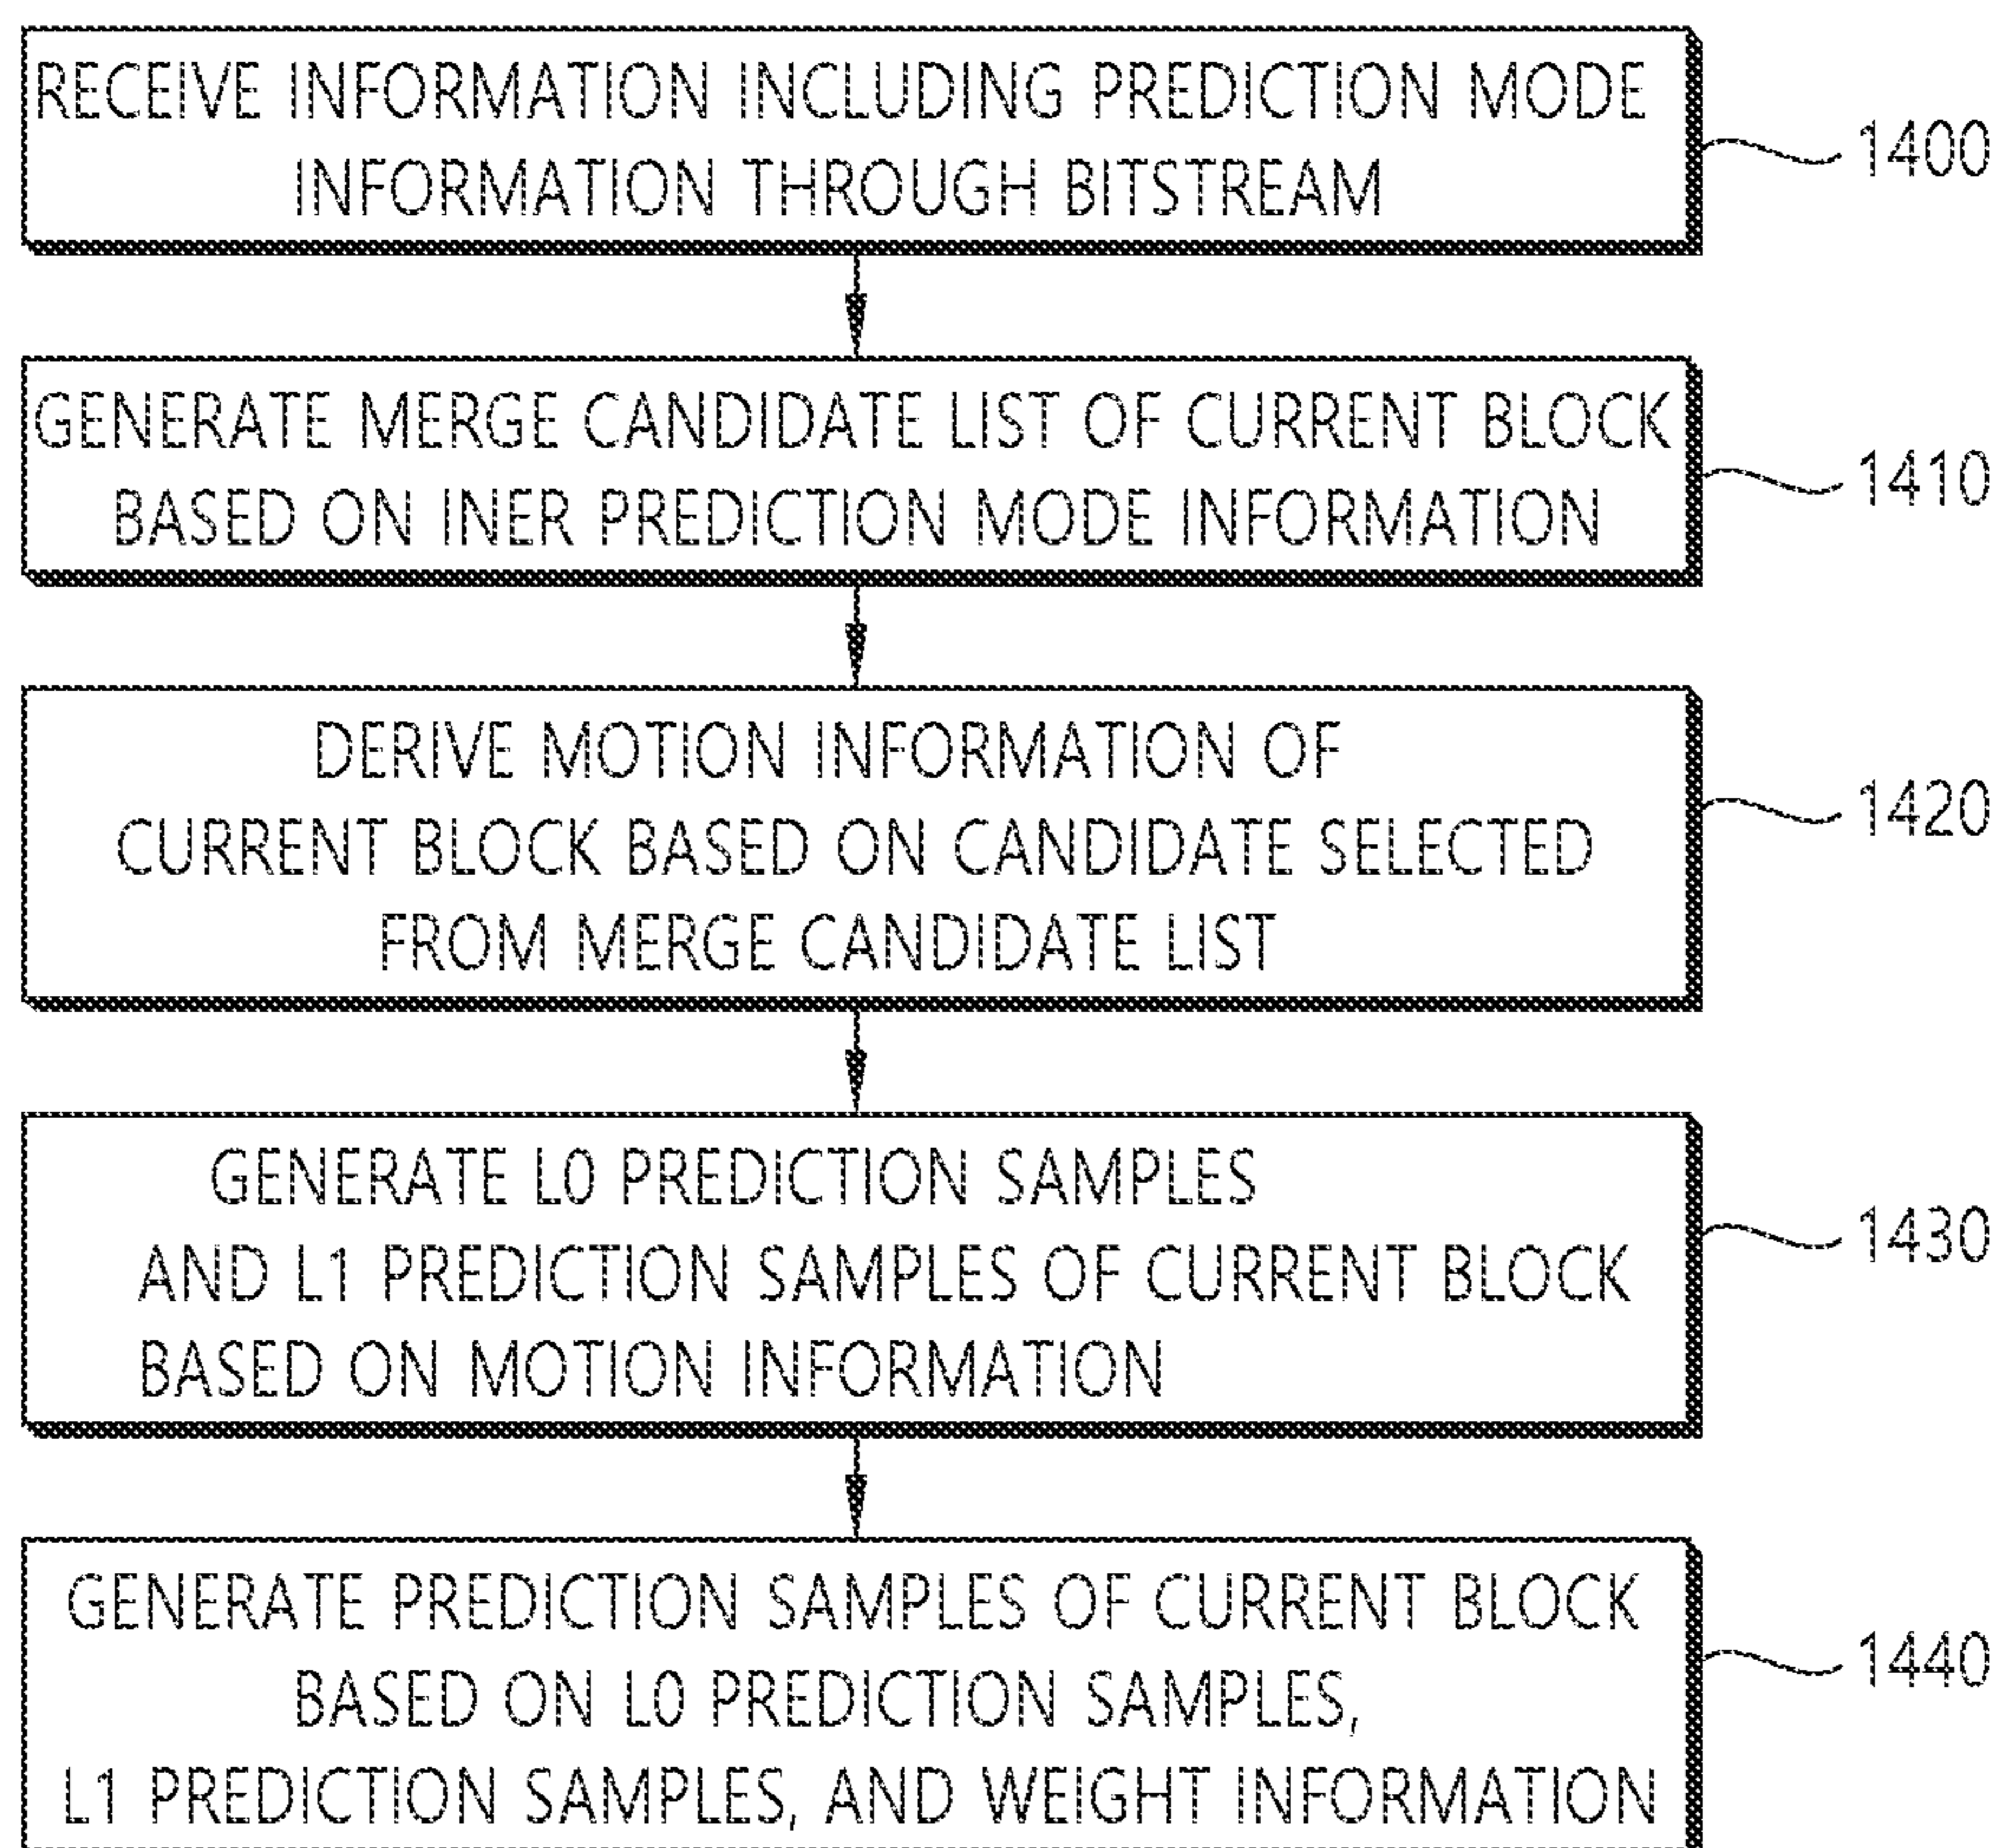 RECEIVE INFORMATION INCLUDING PREDICTION MODE
INFORMATION THROUGH BITSTREAM
1400
GENERATE MERGE CANDIDATE LIST OF CURRENT BLOCK
BASED ON INER PREDICTION MODE INFORMATION
1410
DERIVE MOTION INFORMATION OF
CURRENT BLOCK BASED ON CANDIDATE SELECTED
FROM MERGE CANDIDATE LIST
1420
GENERATE L0 PREDICTION SAMPLES
AND L1 PREDICTION SAMPLES OF CURRENT BLOCK
BASED ON MOTION INFORMATION
1430
GENERATE PREDICTION SAMPLES OF CURRENT BLOCK
BASED ON L0 PREDICTION SAMPLES,
L1 PREDICTION SAMPLES, AND WEIGHT INFORMATION
1440